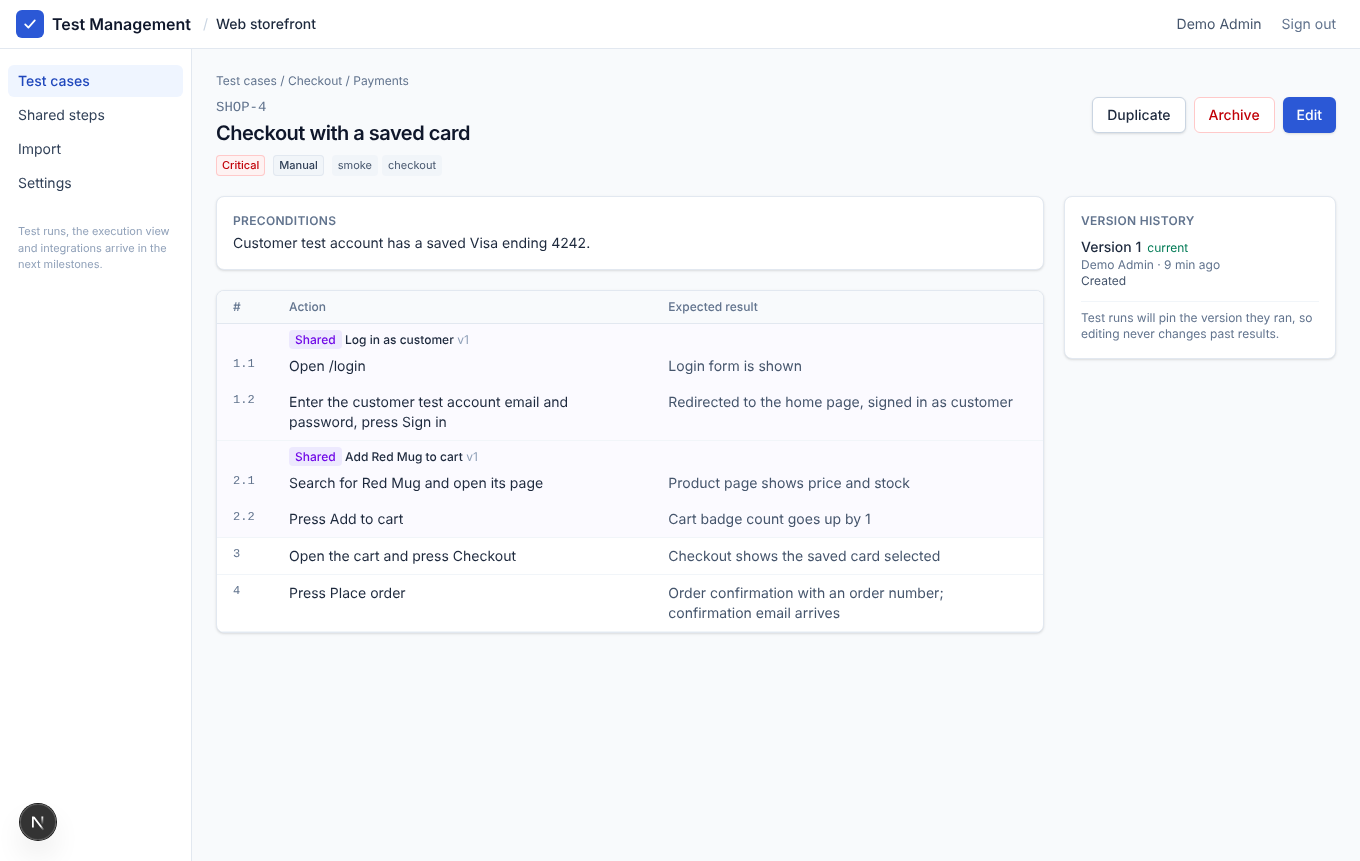 Test Management / Web storefront
Demo Admin
Sign out
Test cases
Shared steps
Import
Settings
Test runs, the execution view
and integrations arrive in the
next milestones.
Test cases / Checkout / Payments
SHOP-4
Checkout with a saved card
Critical
Manual
smoke
checkout
Duplicate
Archive
Edit
PRECONDITIONS
Customer test account has a saved Visa ending 4242.
# Action Expected result
Shared Log in as customer v1
1.1 Open /login Login form is shown
1.2 Enter the customer test account email and Redirected to the home page, signed in as customer
password, press Sign in
Shared Add Red Mug to cart v1
2.1 Search for Red Mug and open its page Product page shows price and stock
2.2 Press Add to cart Cart badge count goes up by 1
3 Open the cart and press Checkout Checkout shows the saved card selected
4 Press Place order Order confirmation with an order number;
confirmation email arrives
VERSION HISTORY
Version 1 current
Demo Admin · 9 min ago
Created
Test runs will pin the version they ran, so
editing never changes past results.
N